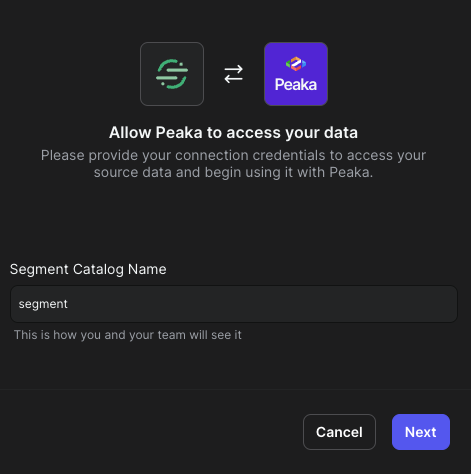 Peaka
Allow Peaka to access your data
Please provide your connection credentials to access your
source data and begin using it with Peaka.
Segment Catalog Name
segment
This is how you and your team will see it
Cancel
Next